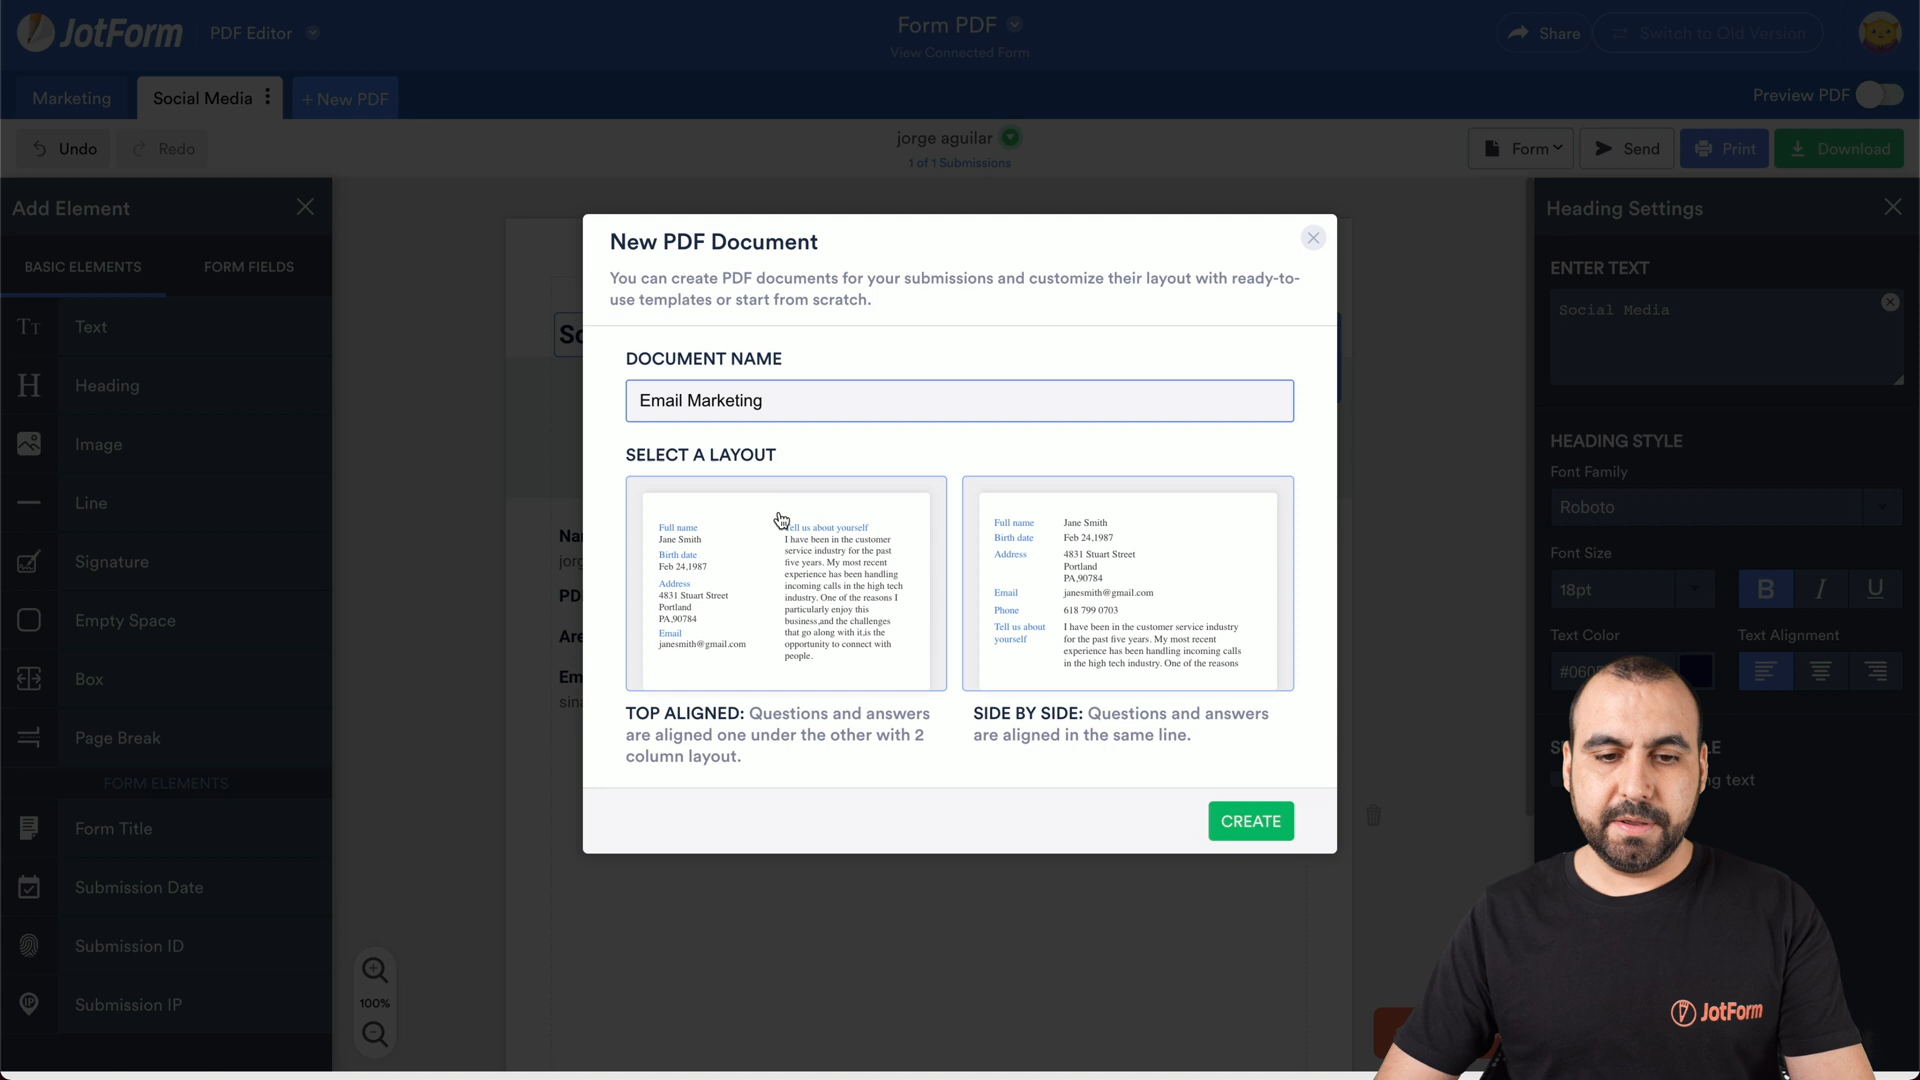 JotForm PDF Editor
Form PDF
View Connected Form
Share
Switch to Old Version
Marketing
Social Media
+ New PDF
Preview PDF
Undo
Redo
jorge aguilar
1 of 1 Submissions
Form
Send
Print
Download
Add Element
BASIC ELEMENTS
FORM FIELDS
Text
Heading
Image
Line
Signature
Empty Space
Box
Page Break
FORM ELEMENTS
Form Title
Submission Date
Submission ID
Submission IP
100%
New PDF Document
You can create PDF documents for your submissions and customize their layout with ready-to-
use templates or start from scratch.
DOCUMENT NAME
Email Marketing
SELECT A LAYOUT
Full name
Jane Smith
Birth date
Feb 24,1987
Address
4831 Stuart Street
Portland
PA,90784
Email
janesmith@gmail.com
Tell us about yourself
I have been in the customer
service industry for the past
five years. My most recent
experience has been handling
incoming calls in the high tech
industry. One of the reasons I
particularly enjoy this
business,and the challenges
that go along with it,is the
opportunity to connect with
people.
Full name Jane Smith
Birth date Feb 24,1987
Address 4831 Stuart Street
Portland
PA,90784
Email janesmith@gmail.com
Phone 618 799 0703
Tell us about I have been in the customer service industry
yourself for the past five years. My most recent
experience has been handling incoming calls
in the high tech industry. One of the reasons
TOP ALIGNED: Questions and answers
are aligned one under the other with 2
column layout.
SIDE BY SIDE: Questions and answers
are aligned in the same line.
CREATE
Heading Settings
ENTER TEXT
Social Media
HEADING STYLE
Font Family
Roboto
Font Size
18pt
B I U
Text Color
Text Alignment
JotForm